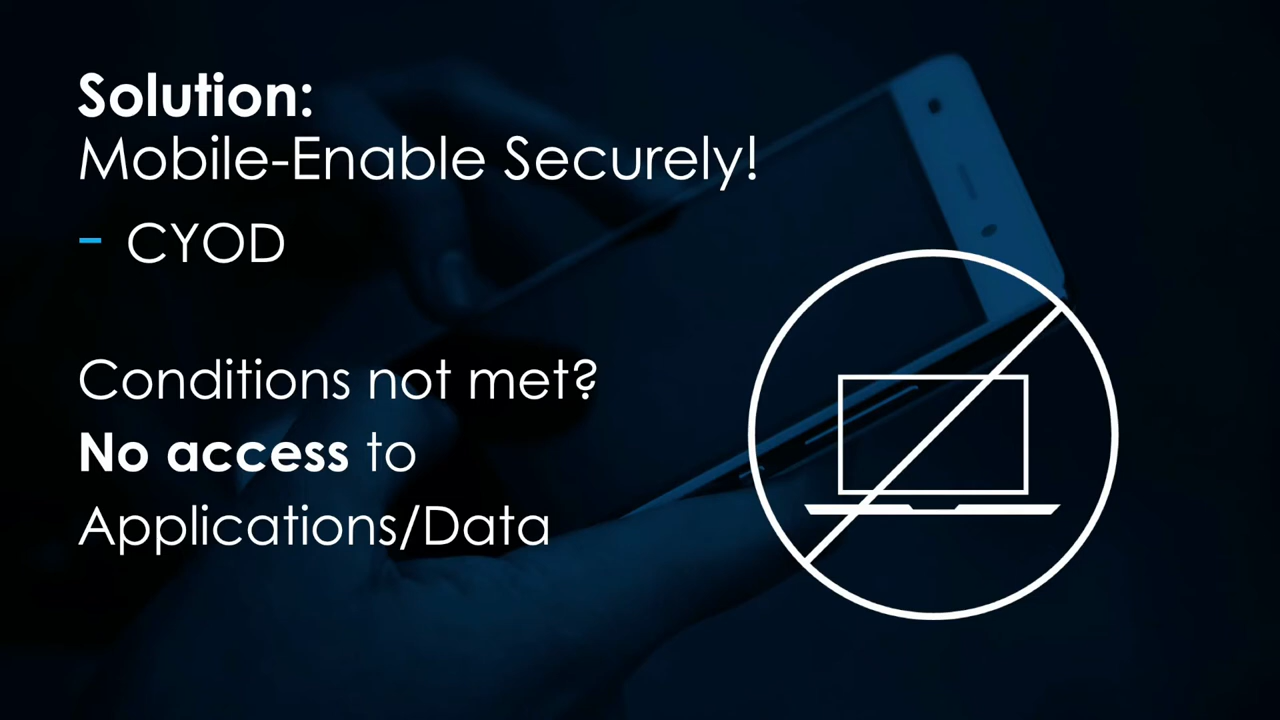 Solution:
Mobile-Enable Securely!
- CYOD
Conditions not met?
No access to
Applications/Data